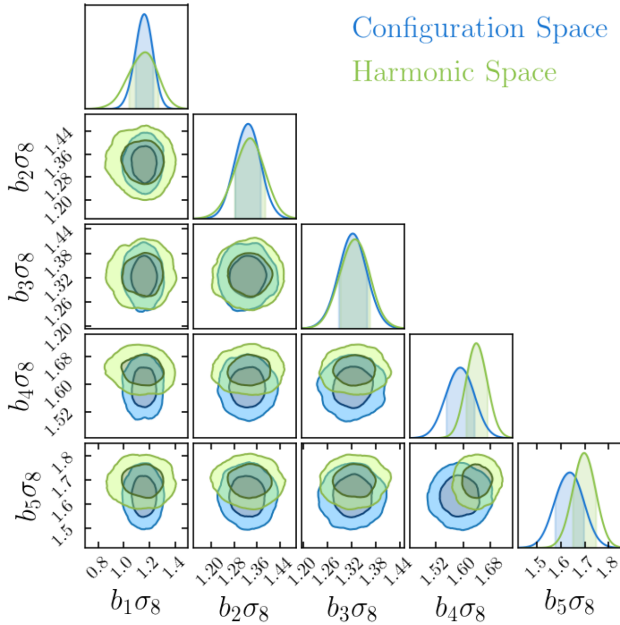 Configuration Space
Harmonic Space
b₂σ₈
1.44
1.36
1.28
1.20
b₃σ₈
1.44
1.38
1.32
1.26
1.20
b₄σ₈
1.68
1.60
1.52
b₅σ₈
1.8
1.7
1.6
1.5
0.8 1.0 1.2 1.4 1.20 1.28 1.36 1.44 1.20 1.26 1.32 1.38 1.44 1.52 1.60 1.68 1.5 1.6 1.7 1.8
b₁σ₈ b₂σ₈ b₃σ₈ b₄σ₈ b₅σ₈